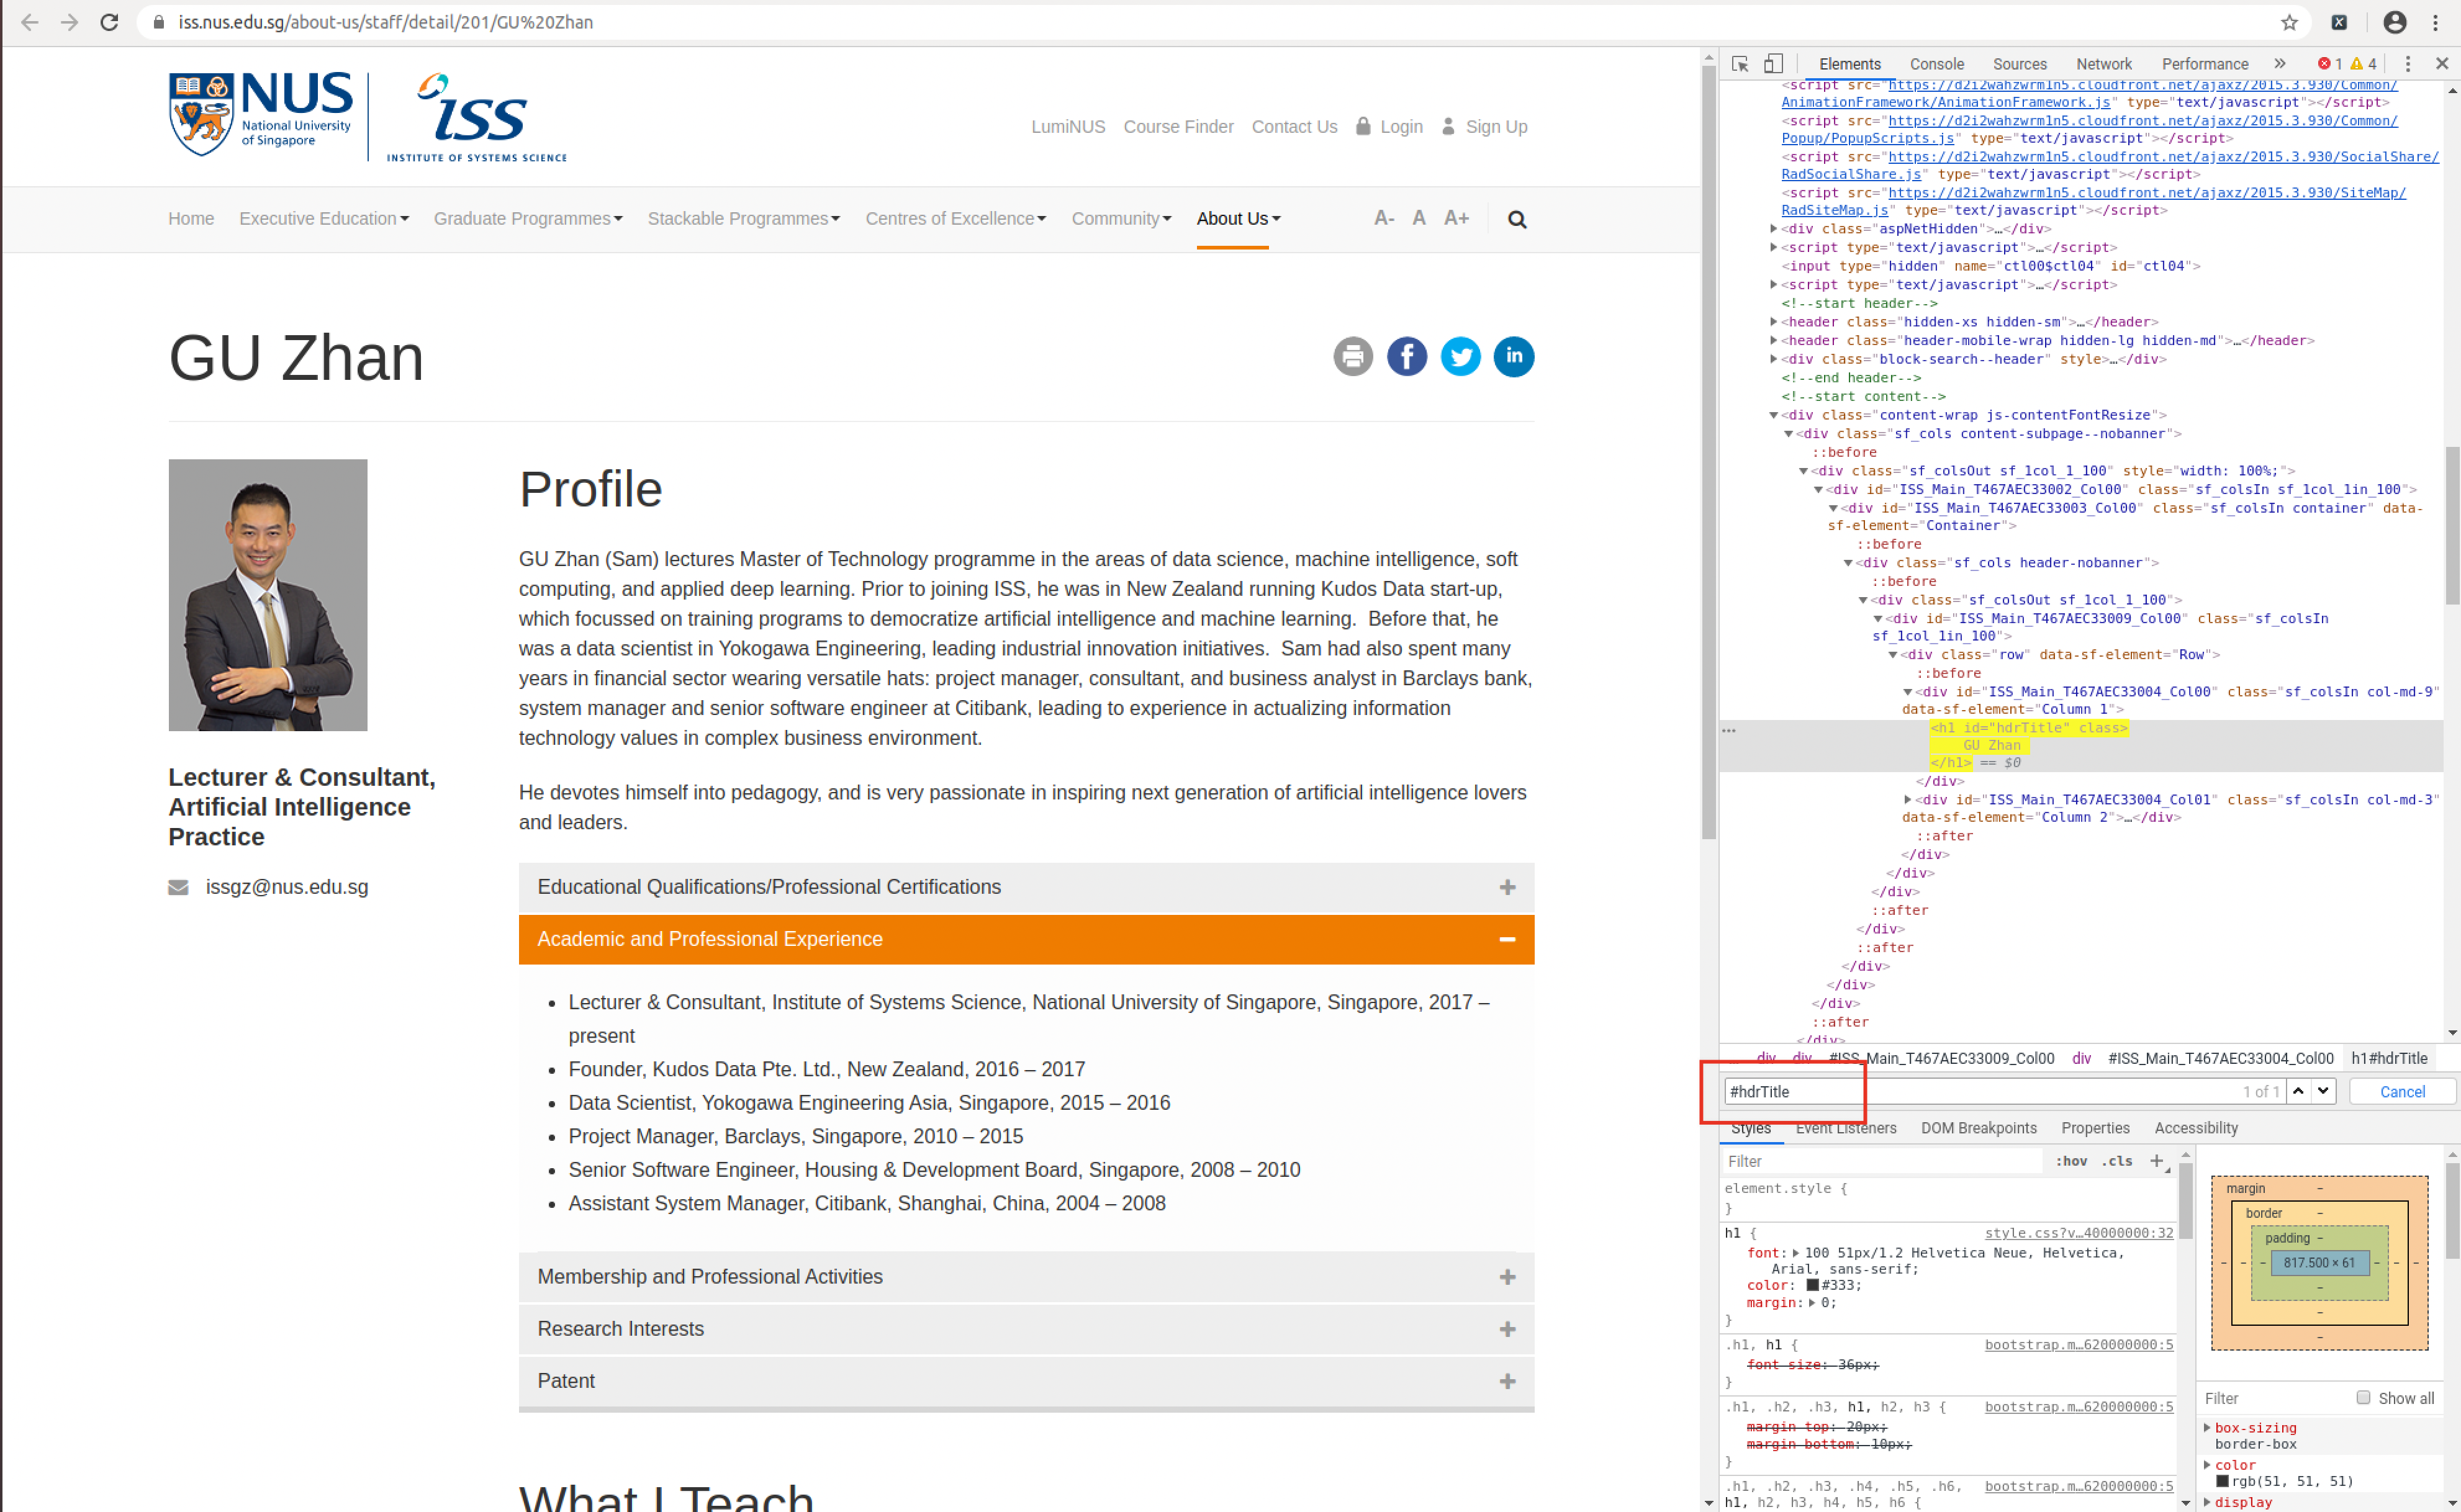 iss.nus.edu.sg/about-us/staff/detail/201/GU%20Zhan
NUS
National University
of Singapore
iss
INSTITUTE OF SYSTEMS SCIENCE
LumiNUS Course Finder Contact Us Login Sign Up
Home Executive Education Graduate Programmes Stackable Programmes Centres of Excellence Community About Us A- A A+
GU Zhan
Profile
GU Zhan (Sam) lectures Master of Technology programme in the areas of data science, machine intelligence, soft
computing, and applied deep learning. Prior to joining ISS, he was in New Zealand running Kudos Data start-up,
which focussed on training programs to democratize artificial intelligence and machine learning. Before that, he
was a data scientist in Yokogawa Engineering, leading industrial innovation initiatives. Sam had also spent many
years in financial sector wearing versatile hats: project manager, consultant, and business analyst in Barclays bank,
system manager and senior software engineer at Citibank, leading to experience in actualizing information
technology values in complex business environment.
He devotes himself into pedagogy, and is very passionate in inspiring next generation of artificial intelligence lovers
and leaders.
Lecturer & Consultant,
Artificial Intelligence
Practice
issgz@nus.edu.sg
Educational Qualifications/Professional Certifications
Academic and Professional Experience
• Lecturer & Consultant, Institute of Systems Science, National University of Singapore, Singapore, 2017 –
present
• Founder, Kudos Data Pte. Ltd., New Zealand, 2016 – 2017
• Data Scientist, Yokogawa Engineering Asia, Singapore, 2015 – 2016
• Project Manager, Barclays, Singapore, 2010 – 2015
• Senior Software Engineer, Housing & Development Board, Singapore, 2008 – 2010
• Assistant System Manager, Citibank, Shanghai, China, 2004 – 2008
Membership and Professional Activities
Research Interests
Patent
What I Teach
Elements Console Sources Network Performance » 1 4
<script src="https://d2i2wahzwrm1n5.cloudfront.net/ajaxz/2015.3.930/Common/
AnimationFramework/AnimationFramework.js" type="text/javascript"></script>
<script src="https://d2i2wahzwrm1n5.cloudfront.net/ajaxz/2015.3.930/Common/
Popup/PopupScripts.js" type="text/javascript"></script>
<script src="https://d2i2wahzwrm1n5.cloudfront.net/ajaxz/2015.3.930/SocialShare/
RadSocialShare.js" type="text/javascript"></script>
<script src="https://d2i2wahzwrm1n5.cloudfront.net/ajaxz/2015.3.930/SiteMap/
RadSiteMap.js" type="text/javascript"></script>
<div class="aspNetHidden">…</div>
<script type="text/javascript">…</script>
<input type="hidden" name="ctl00$ctl04" id="ctl04">
<script type="text/javascript">…</script>
<!--start header-->
<header class="hidden-xs hidden-sm">…</header>
<header class="header-mobile-wrap hidden-lg hidden-md">…</header>
<div class="block-search--header" style>…</div>
<!--end header-->
<!--start content-->
<div class="content-wrap js-contentFontResize">
<div class="sf_cols content-subpage--nobanner">
::before
<div class="sf_colsOut sf_1col_1_100" style="width: 100%;">
<div id="ISS_Main_T467AEC33002_Col00" class="sf_colsIn sf_1col_1in_100">
<div id="ISS_Main_T467AEC33003_Col00" class="sf_colsIn container" data-
sf-element="Container">
::before
<div class="sf_cols header-nobanner">
::before
<div class="sf_colsOut sf_1col_1_100">
<div id="ISS_Main_T467AEC33009_Col00" class="sf_colsIn
sf_1col_1in_100">
<div class="row" data-sf-element="Row">
::before
<div id="ISS_Main_T467AEC33004_Col00" class="sf_colsIn col-md-9"
data-sf-element="Column 1">
<h1 id="hdrTitle" class>
GU Zhan
</h1> == $0
</div>
<div id="ISS_Main_T467AEC33004_Col01" class="sf_colsIn col-md-3"
data-sf-element="Column 2">…</div>
::after
</div>
</div>
</div>
::after
</div>
::after
</div>
</div>
</div>
::after
</div>
… div div #ISS_Main_T467AEC33009_Col00 div #ISS_Main_T467AEC33004_Col00 h1#hdrTitle
#hdrTitle 1 of 1 Cancel
Styles Event Listeners DOM Breakpoints Properties Accessibility
Filter :hov .cls +
element.style {
}
h1 { style.css?v…40000000:32
font: 100 51px/1.2 Helvetica Neue, Helvetica,
Arial, sans-serif;
color: #333;
margin: 0;
}
.h1, h1 { bootstrap.m…620000000:5
font-size: 36px;
}
.h1, .h2, .h3, h1, h2, h3 { bootstrap.m…620000000:5
margin-top: 20px;
margin-bottom: 10px;
}
.h1, .h2, .h3, .h4, .h5, .h6, bootstrap.m…620000000:5
h1, h2, h3, h4, h5, h6 {
margin –
border –
padding –
– – – 817.500 × 61 – – –
–
–
–
Filter Show all
box-sizing
border-box
color
rgb(51, 51, 51)
display